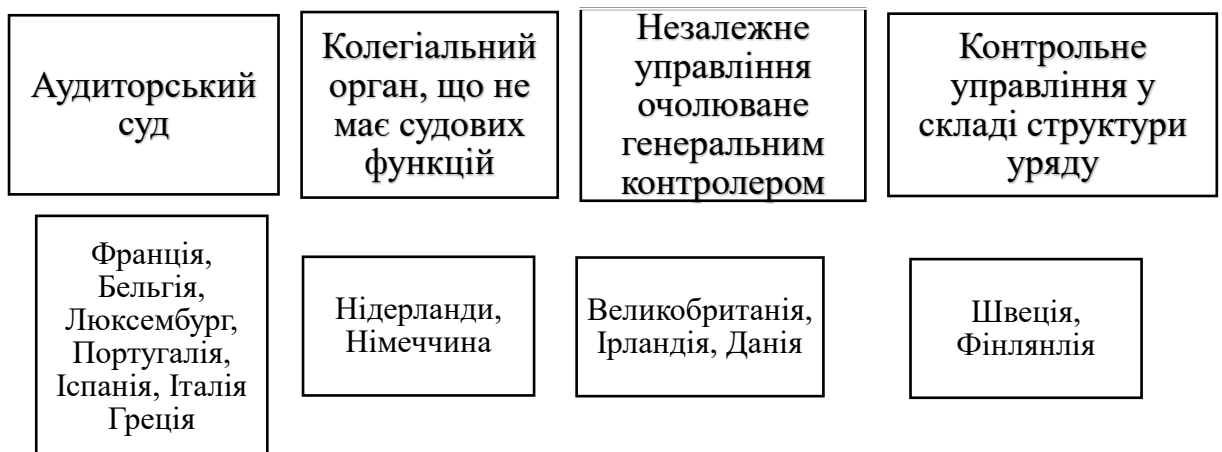 Аудиторський
суд
Колегіальний
орган, що не
має судових
функцій
Незалежне
управління
очолюване
генеральним
контролером
Контрольне
управління у
складі структури
уряду
Франція,
Бельгія,
Люксембург,
Португалія,
Іспанія, Італія
Греція
Нідерланди,
Німеччина
Великобританія,
Ірландія, Данія
Швеція,
Фінлянлія